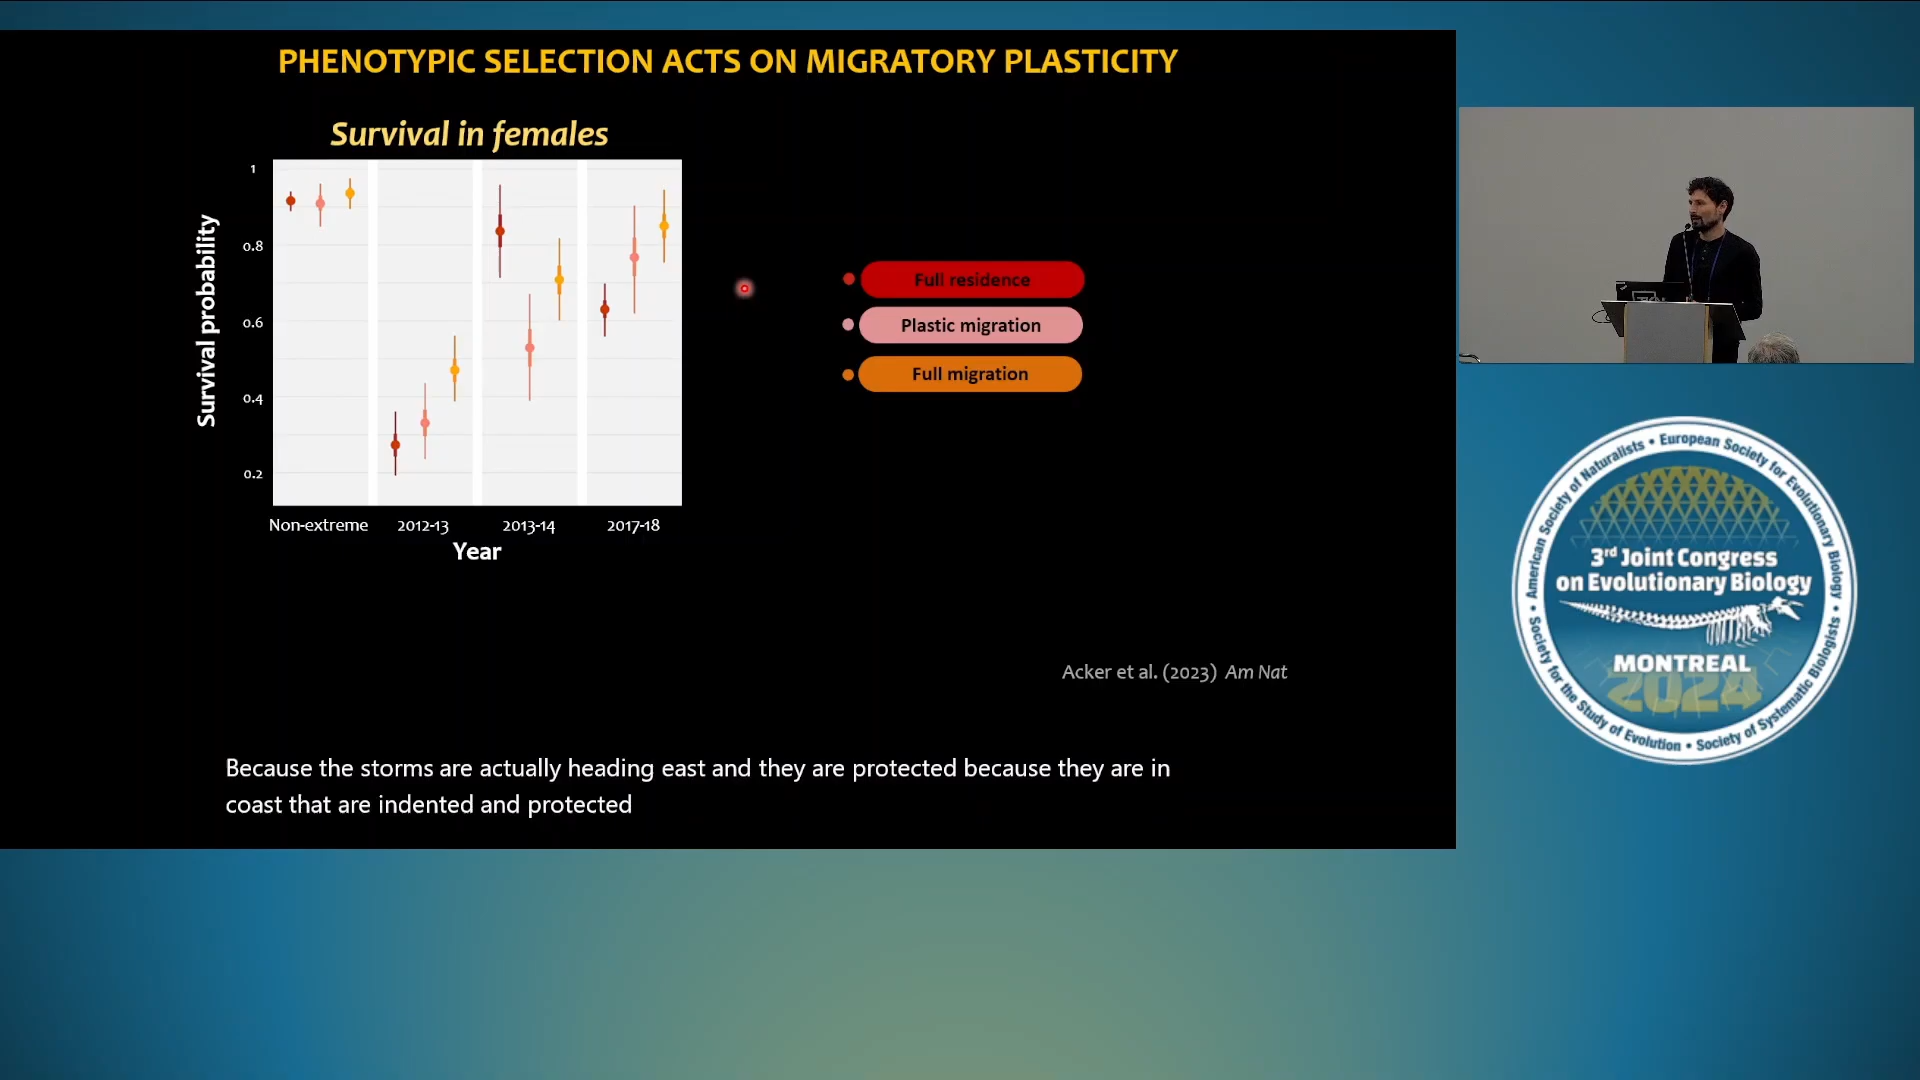 PHENOTYPIC SELECTION ACTS ON MIGRATORY PLASTICITY
Survival in females
Survival probability
1
0.8
0.6
0.4
0.2
Non-extreme 2012-13 2013-14 2017-18
Year
Full residence
Plastic migration
Full migration
Acker et al. (2023) Am Nat
Because the storms are actually heading east and they are protected because they are in
coast that are indented and protected
American Society of Naturalists • European Society for Evolutionary Biology • Society of Systematic Biologists • Society for the Study of Evolution •
3rd Joint Congress
on Evolutionary Biology
MONTREAL
2024